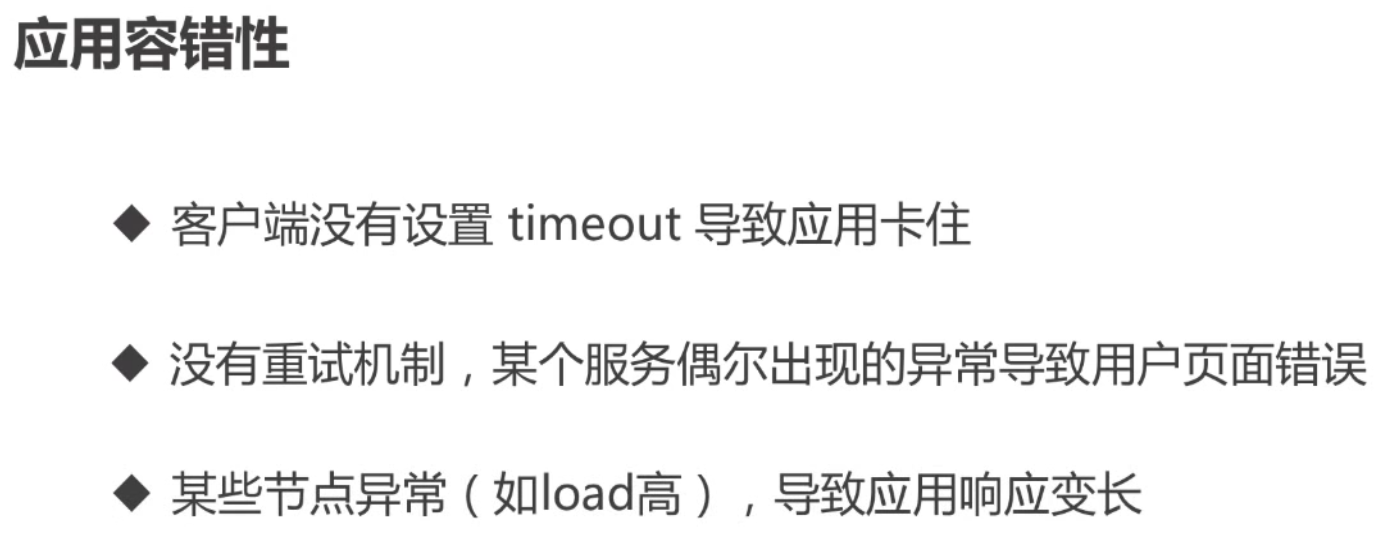 应用容错性
◆ 客户端没有设置 timeout 导致应用卡住
◆ 没有重试机制，某个服务偶尔出现的异常导致用户页面错误
◆ 某些节点异常（如load高），导致应用响应变长